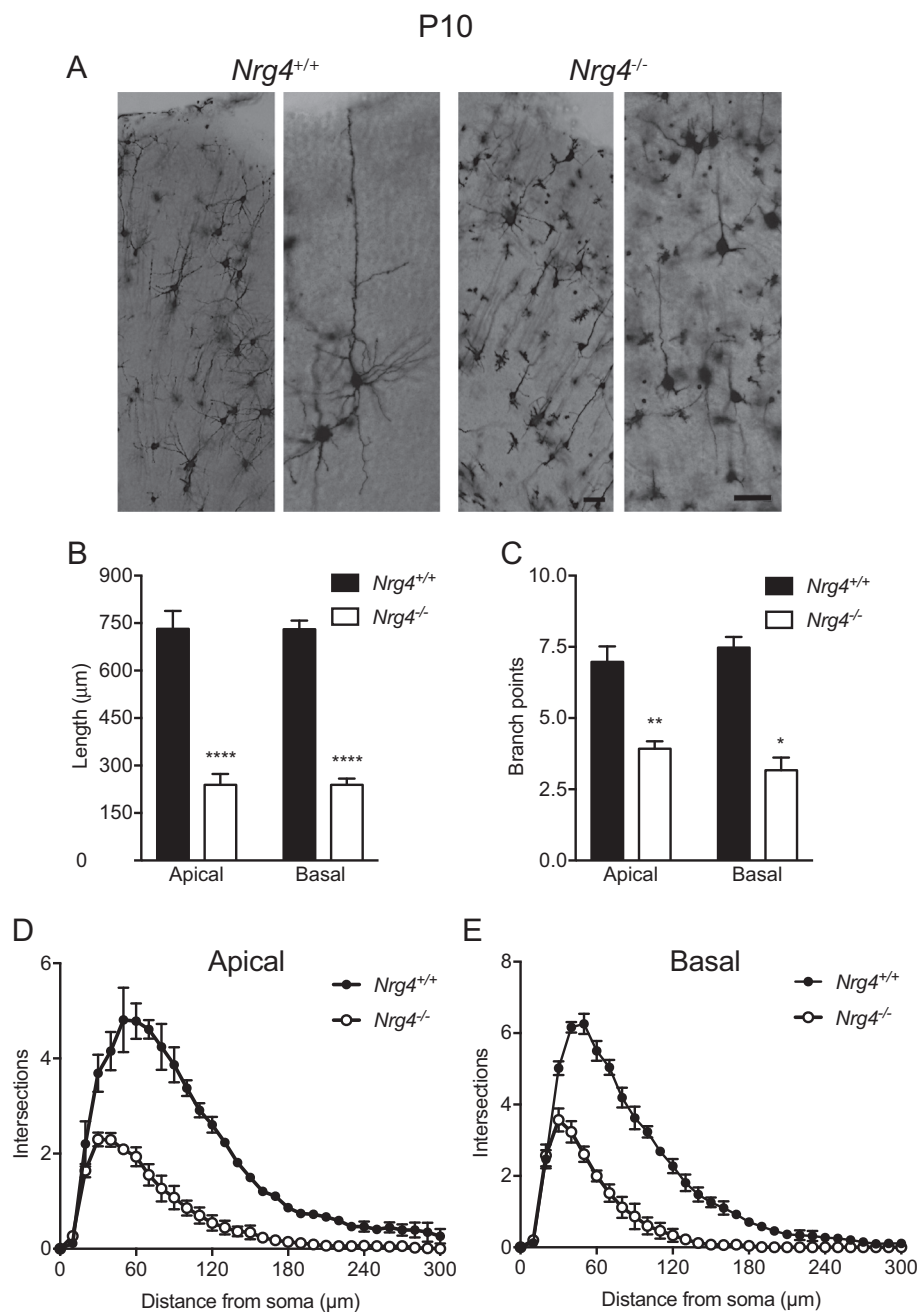 P10
A
Nrg4+/+
Nrg4-/-
B
900
750
600
450
300
150
0
Length (µm)
Nrg4+/+
Nrg4-/-
****
****
Apical
Basal
C
10.0
7.5
5.0
2.5
0.0
Branch points
Nrg4+/+
Nrg4-/-
**
*
Apical
Basal
D
Apical
Nrg4+/+
Nrg4-/-
6
4
2
0
Intersections
0 60 120 180 240 300
Distance from soma (µm)
E
Basal
Nrg4+/+
Nrg4-/-
8
6
4
2
0
Intersections
0 60 120 180 240 300
Distance from soma (µm)